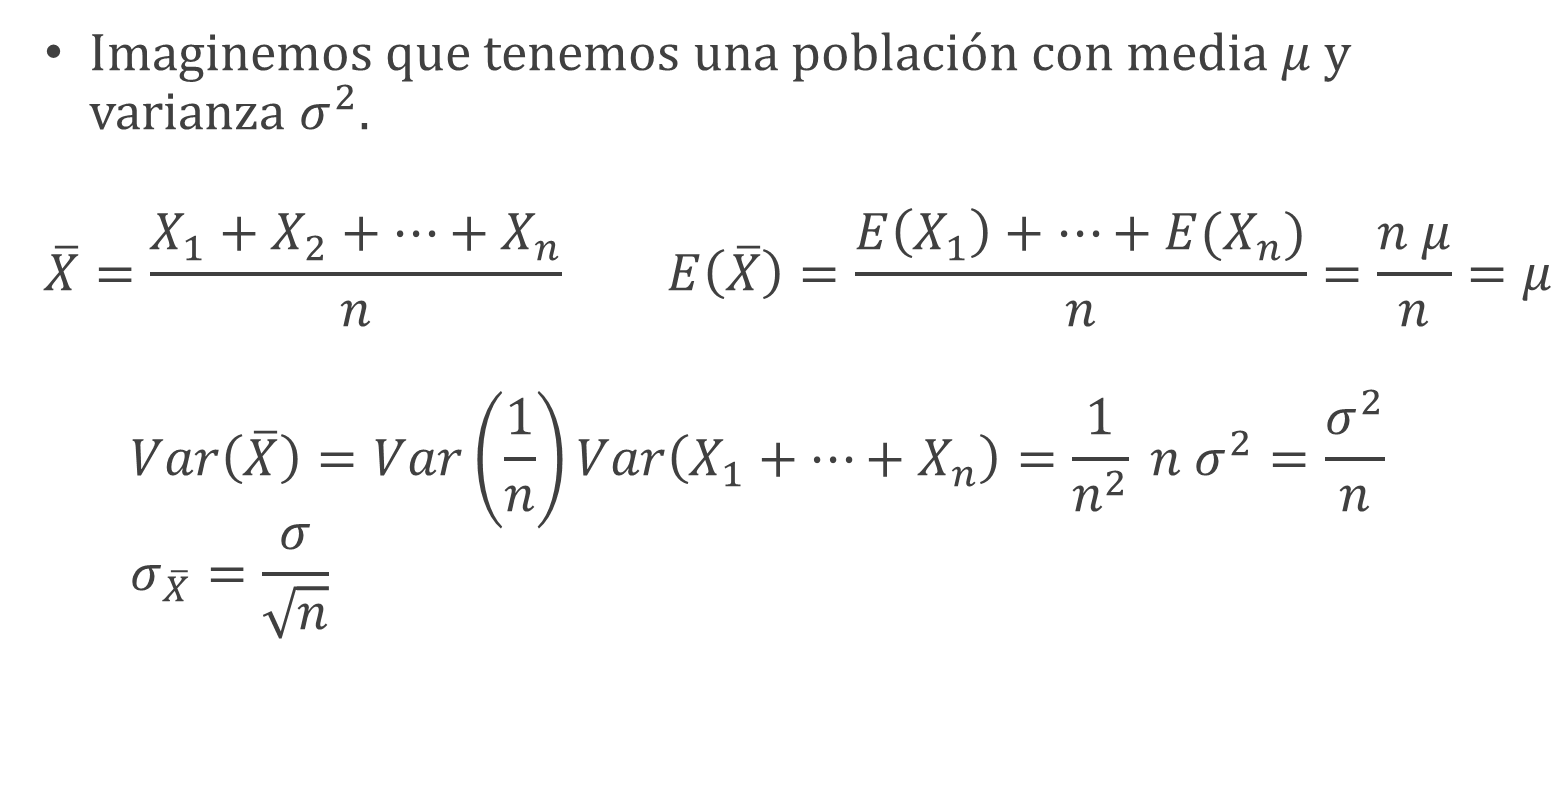 • Imaginemos que tenemos una población con media μ y
varianza σ².
X̄ = (X₁ + X₂ + ⋯ + Xₙ)/n    E(X̄) = (E(X₁) + ⋯ + E(Xₙ))/n = (n μ)/n = μ
Var(X̄) = Var(1/n) Var(X₁ + ⋯ + Xₙ) = 1/n² n σ² = σ²/n
σ_X̄ = σ/√n